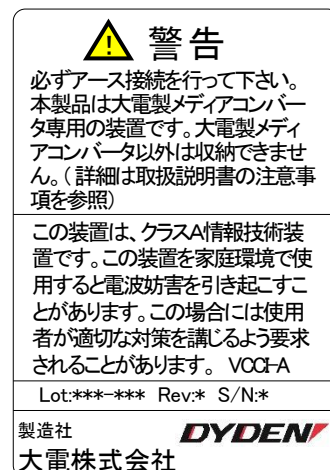 警告
必ずアース接続を行って下さい。
本製品は大電製メディアコンバー
タ専用の装置です。大電製メディ
アコンバータ以外は収納できませ
ん。(詳細は取扱説明書の注意事
項を参照)
この装置は、クラスA情報技術装
置です。この装置を家庭環境で使
用すると電波妨害を引き起こすこ
とがあります。この場合には使用
者が適切な対策を講じるよう要求
されることがあります。 VCCI-A
Lot:***-*** Rev:* S/N:*
製造社 DYDEN
大電株式会社